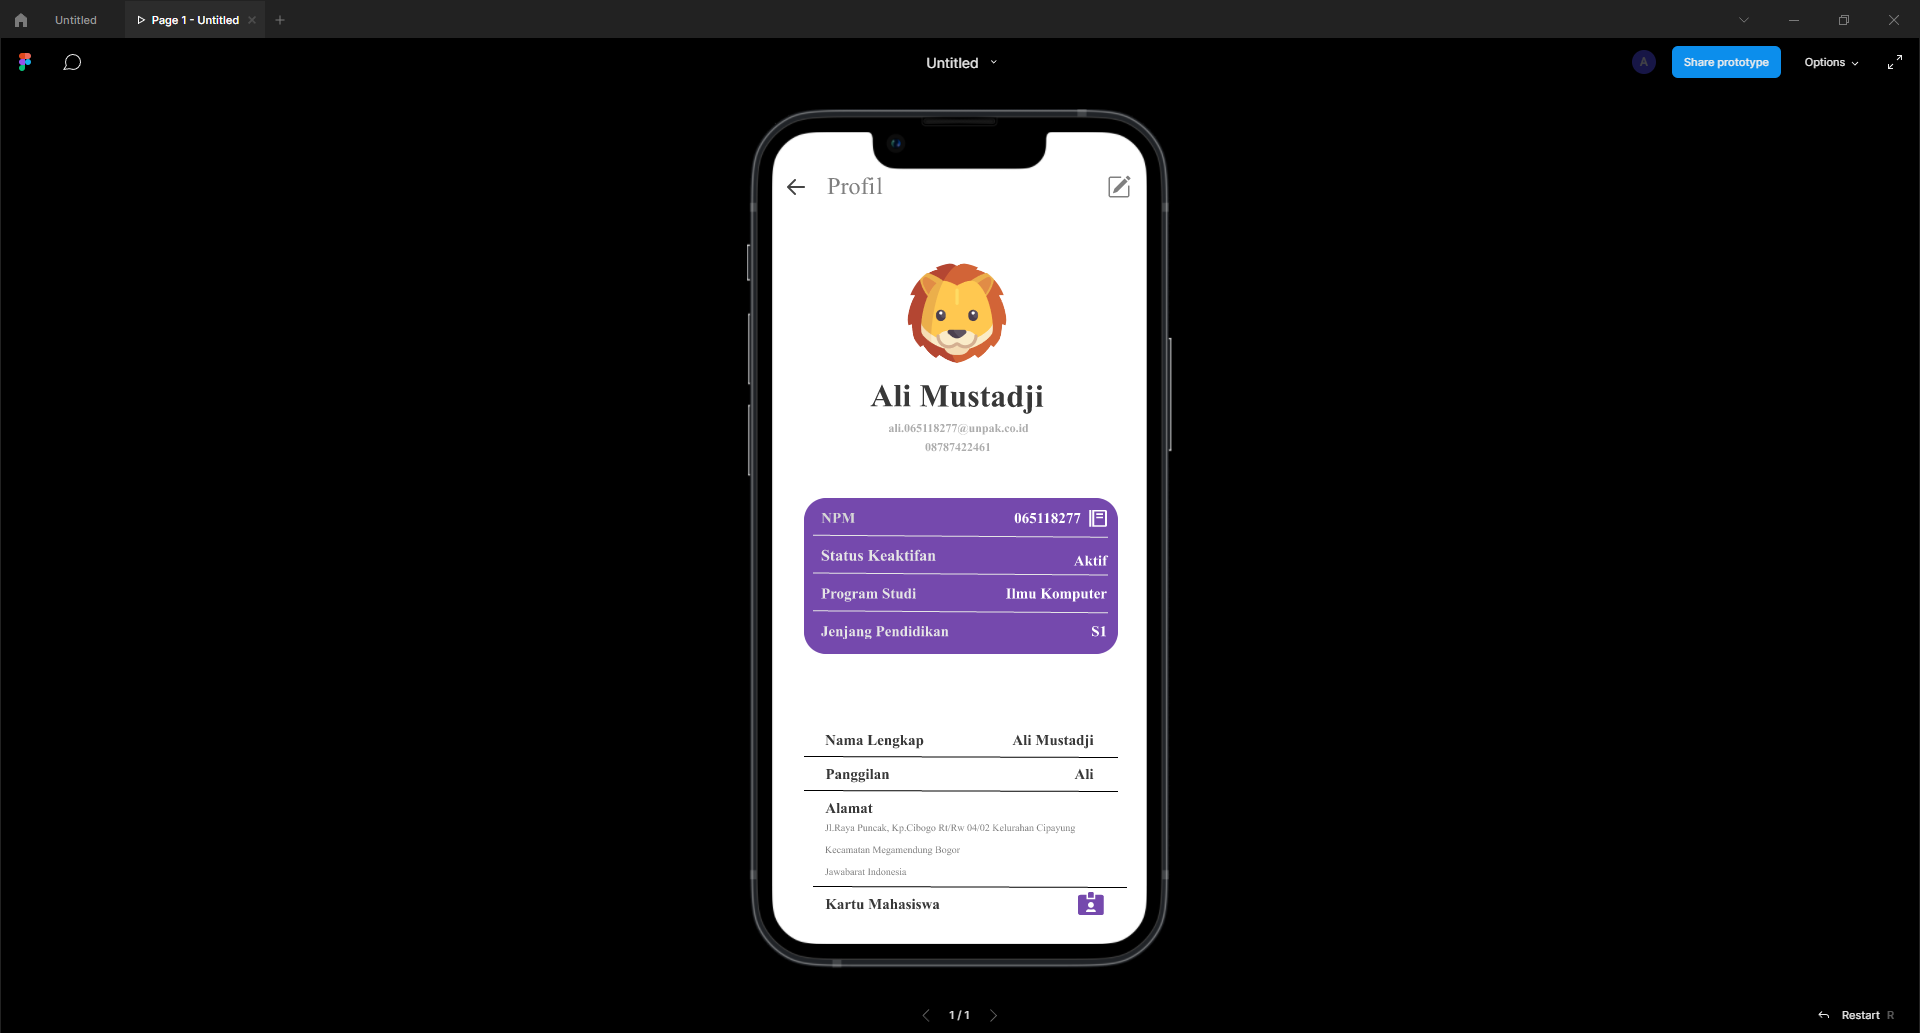 Untitled
Page 1 - Untitled
Untitled
A
Share prototype
Options
Profil
Ali Mustadji
ali.065118277@unpak.co.id
08787422461
NPM 065118277
Status Keaktifan Aktif
Program Studi Ilmu Komputer
Jenjang Pendidikan S1
Nama Lengkap Ali Mustadji
Panggilan Ali
Alamat
Jl.Raya Puncak, Kp.Cibogo Rt/Rw 04/02 Kelurahan Cipayung
Kecamatan Megamendung Bogor
Jawabarat Indonesia
Kartu Mahasiswa
1 / 1
Restart R